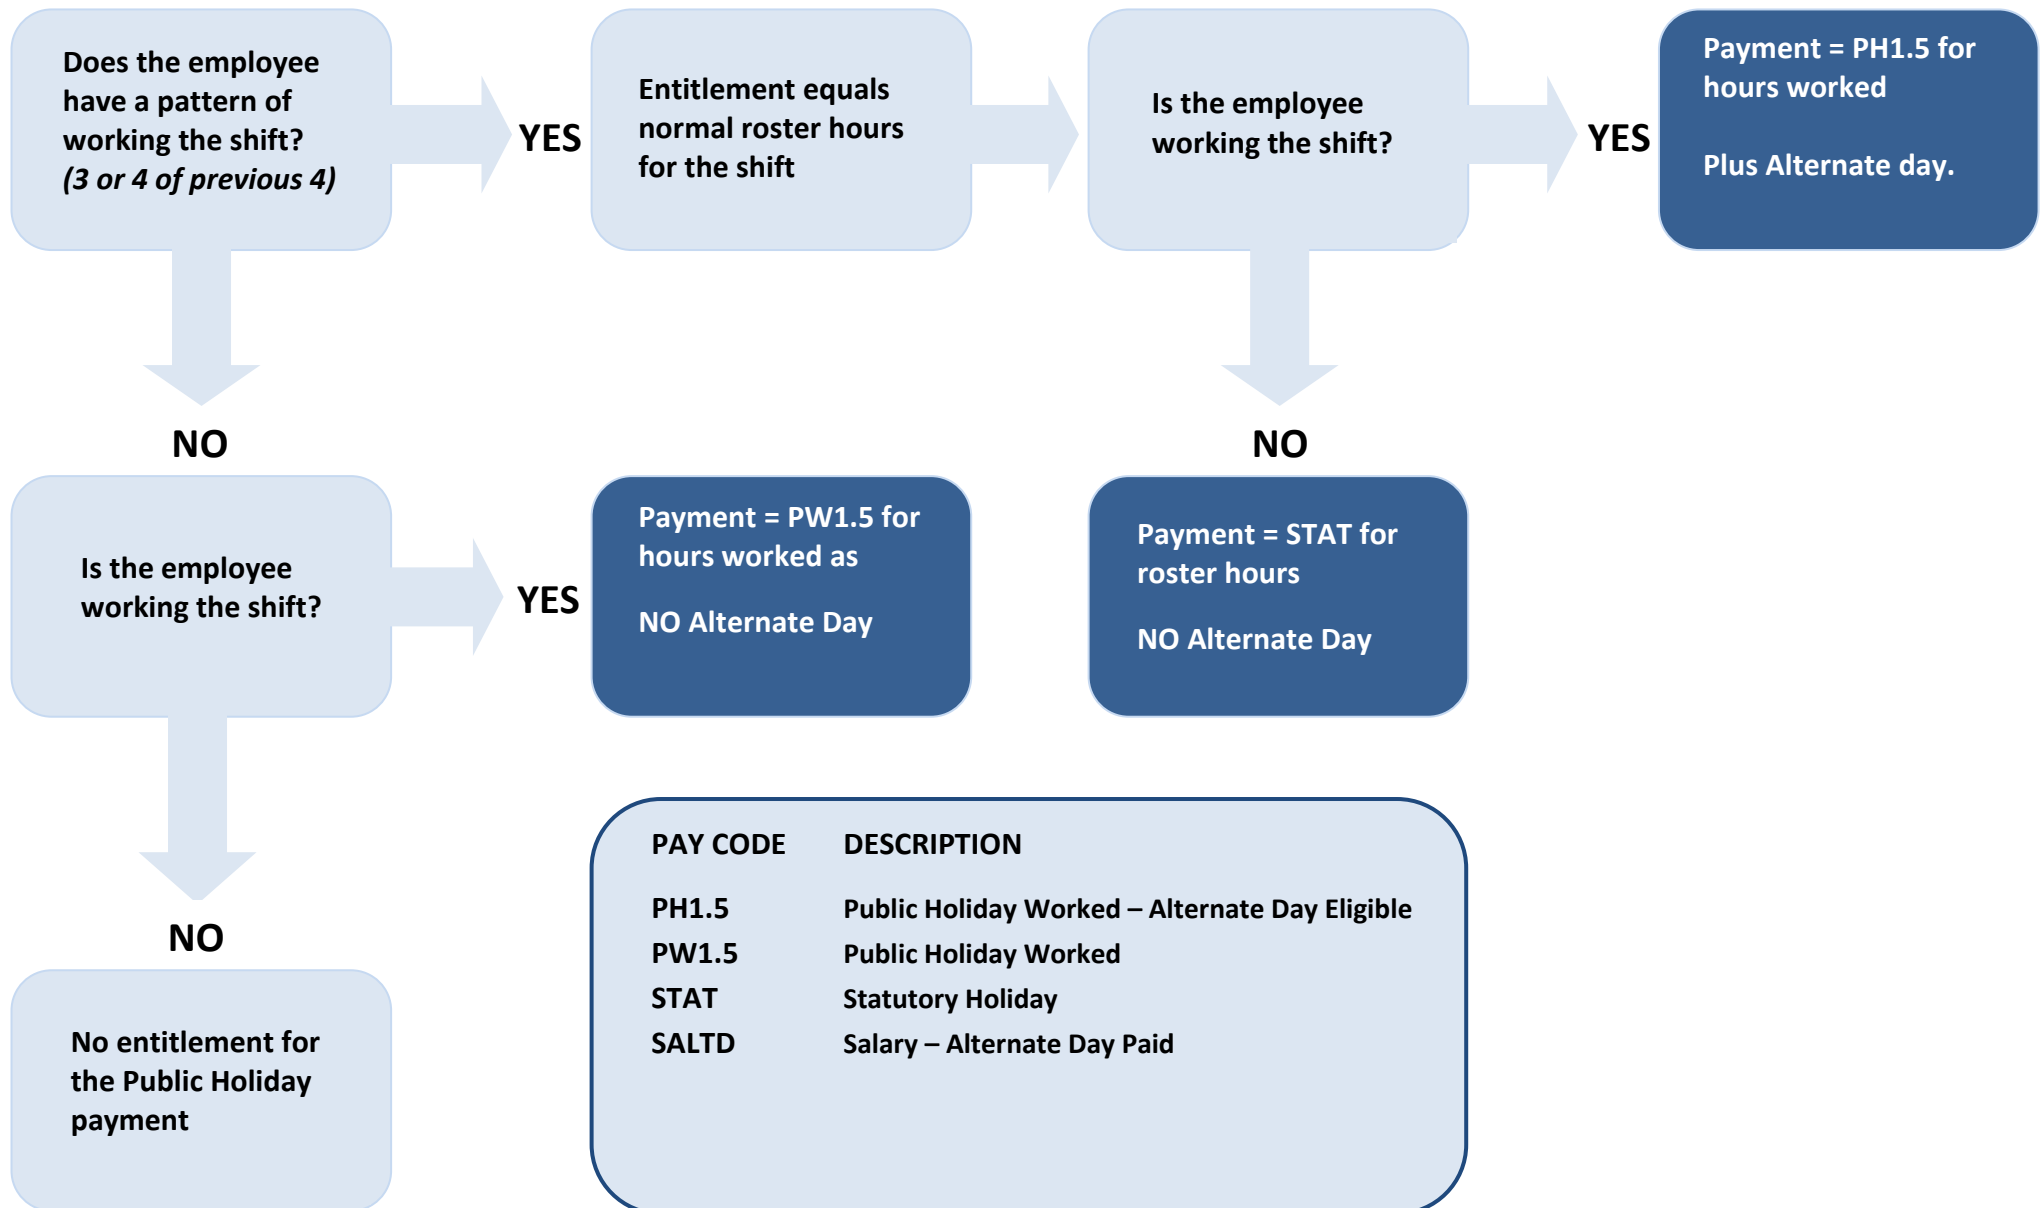 Does the employee
have a pattern of
working the shift?
(3 or 4 of previous 4)
YES
Entitlement equals
normal roster hours
for the shift
Is the employee
working the shift?
YES
Payment = PH1.5 for
hours worked
Plus Alternate day.
NO
NO
Is the employee
working the shift?
YES
Payment = PW1.5 for
hours worked as
NO Alternate Day
Payment = STAT for
roster hours
NO Alternate Day
NO
No entitlement for
the Public Holiday
payment
PAY CODE DESCRIPTION
PH1.5 Public Holiday Worked – Alternate Day Eligible
PW1.5 Public Holiday Worked
STAT Statutory Holiday
SALTD Salary – Alternate Day Paid